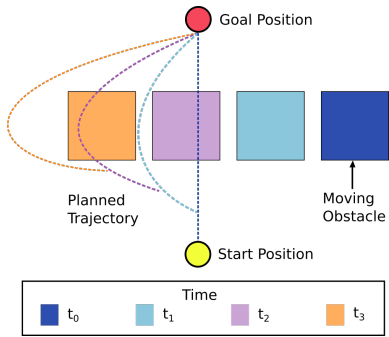 Goal Position
Planned
Trajectory
Moving
Obstacle
Start Position
Time
t₀
t₁
t₂
t₃